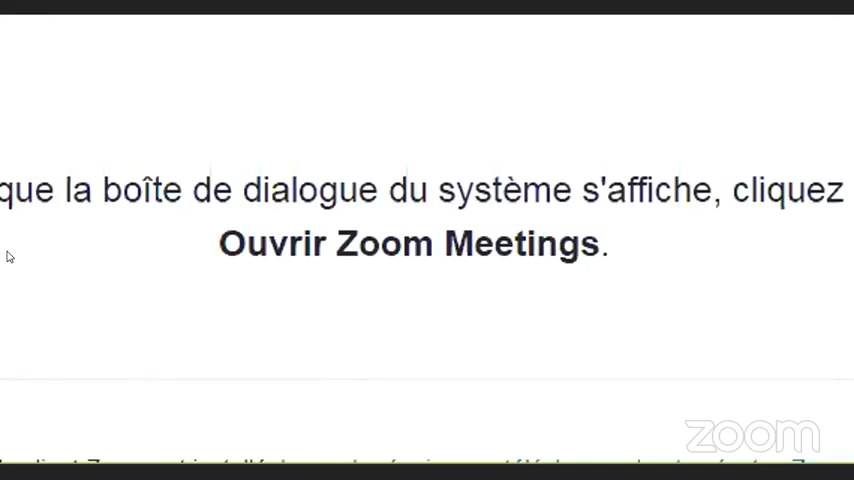 que la boîte de dialogue du système s'affiche, cliquez
Ouvrir Zoom Meetings.
zoom